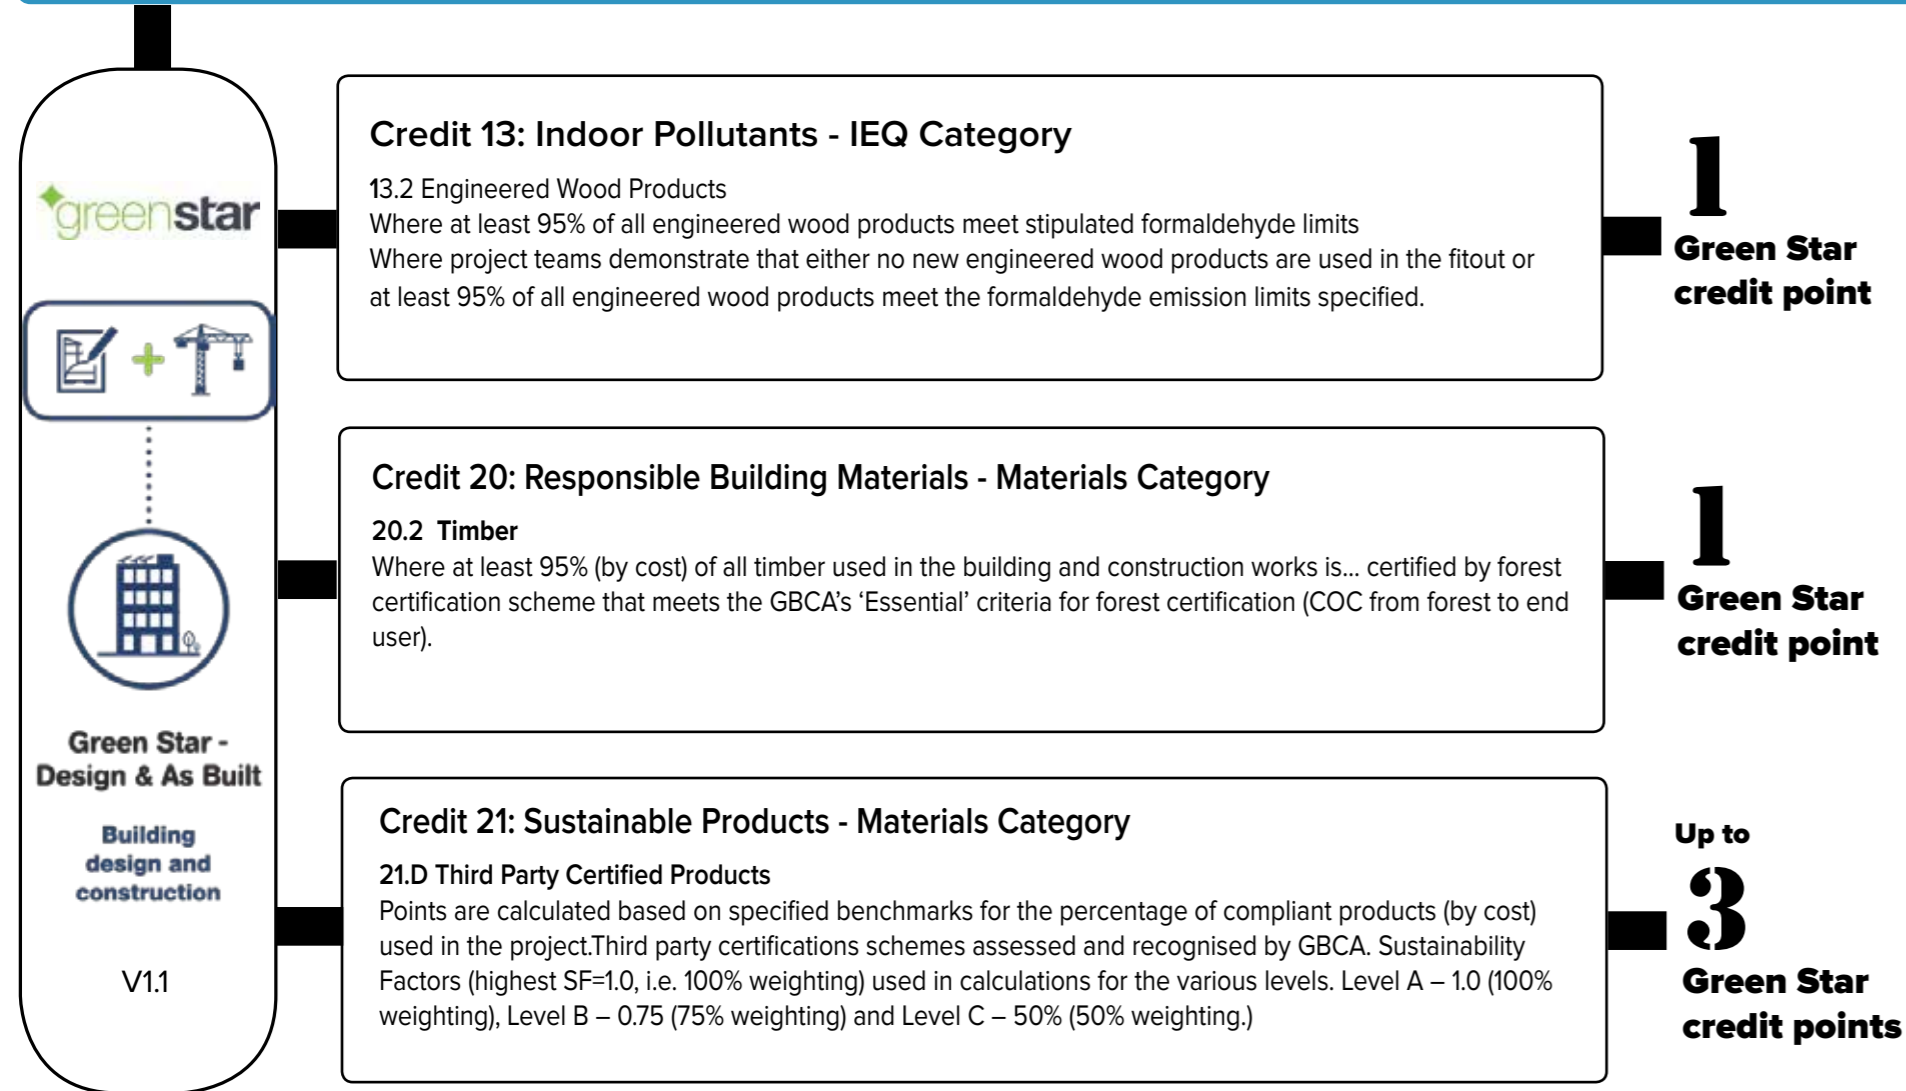 greenstar
Green Star -
Design & As Built
Building
design and
construction
V1.1
Credit 13: Indoor Pollutants - IEQ Category
13.2 Engineered Wood Products
Where at least 95% of all engineered wood products meet stipulated formaldehyde limits
Where project teams demonstrate that either no new engineered wood products are used in the fitout or
at least 95% of all engineered wood products meet the formaldehyde emission limits specified.
1
Green Star
credit point
Credit 20: Responsible Building Materials - Materials Category
20.2 Timber
Where at least 95% (by cost) of all timber used in the building and construction works is... certified by forest
certification scheme that meets the GBCA's 'Essential' criteria for forest certification (COC from forest to end
user).
1
Green Star
credit point
Credit 21: Sustainable Products - Materials Category
21.D Third Party Certified Products
Points are calculated based on specified benchmarks for the percentage of compliant products (by cost)
used in the project.Third party certifications schemes assessed and recognised by GBCA. Sustainability
Factors (highest SF=1.0, i.e. 100% weighting) used in calculations for the various levels. Level A – 1.0 (100%
weighting), Level B – 0.75 (75% weighting) and Level C – 50% (50% weighting.)
Up to
3
Green Star
credit points